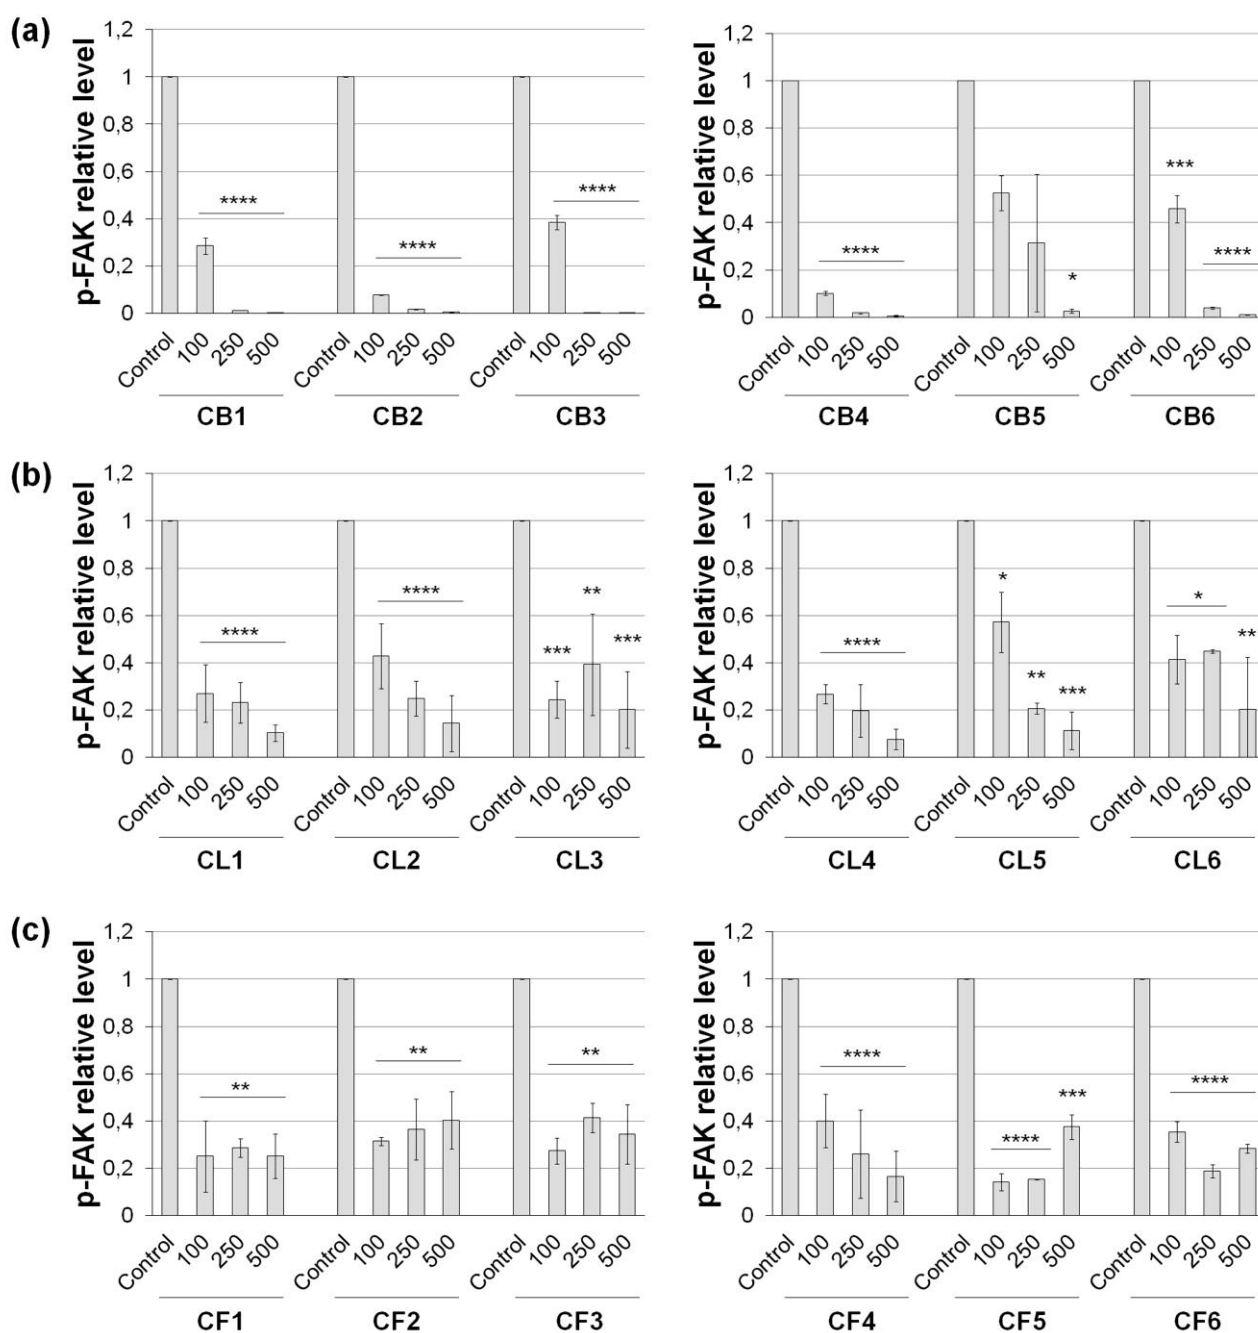 (a)
p-FAK relative level
1,2
1
0,8
0,6
0,4
0,2
0
****
****
****
Control 100 250 500 Control 100 250 500 Control 100 250 500
CB1 CB2 CB3
p-FAK relative level
1,2
1
0,8
0,6
0,4
0,2
0
****
*
***
****
Control 100 250 500 Control 100 250 500 Control 100 250 500
CB4 CB5 CB6
(b)
p-FAK relative level
1,2
1
0,8
0,6
0,4
0,2
0
****
****
*** ** ***
Control 100 250 500 Control 100 250 500 Control 100 250 500
CL1 CL2 CL3
p-FAK relative level
1,2
1
0,8
0,6
0,4
0,2
0
****
* ** ***
* **
Control 100 250 500 Control 100 250 500 Control 100 250 500
CL4 CL5 CL6
(c)
p-FAK relative level
1,2
1
0,8
0,6
0,4
0,2
0
**
**
**
Control 100 250 500 Control 100 250 500 Control 100 250 500
CF1 CF2 CF3
p-FAK relative level
1,2
1
0,8
0,6
0,4
0,2
0
****
**** ***
****
Control 100 250 500 Control 100 250 500 Control 100 250 500
CF4 CF5 CF6